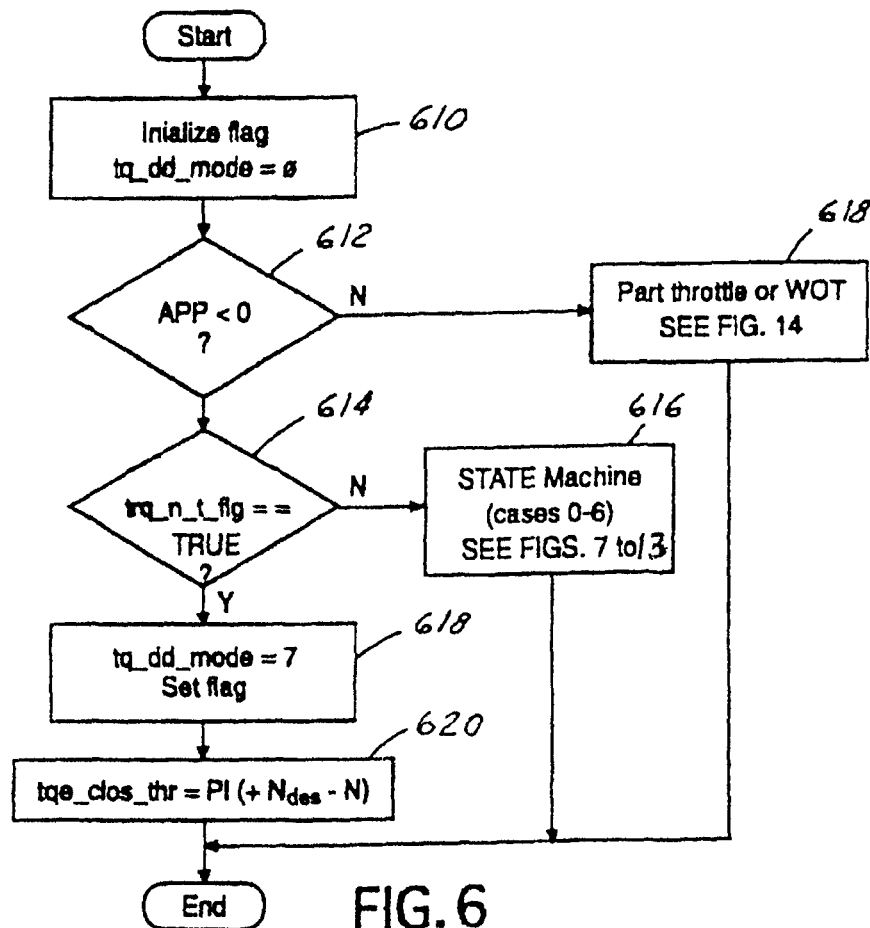 Start
Inialize flag
tq_dd_mode = ø
610
APP < 0
?
612
N
Part throttle or WOT
SEE FIG. 14
618
trq_n_t_flg ==
TRUE
?
614
N
STATE Machine
(cases 0-6)
SEE FIGS. 7 to 13
616
Y
tq_dd_mode = 7
Set flag
618
tqe_clos_thr = PI (+ Ndes - N)
620
End
FIG. 6